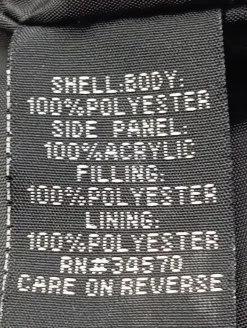 SHELL:BODY:
100%POLYESTER
SIDE PANEL:
100%ACRYLIC
FILLING:
100%POLYESTER
LINING:
100%POLYESTER
RN#34570
CARE ON REVERSE